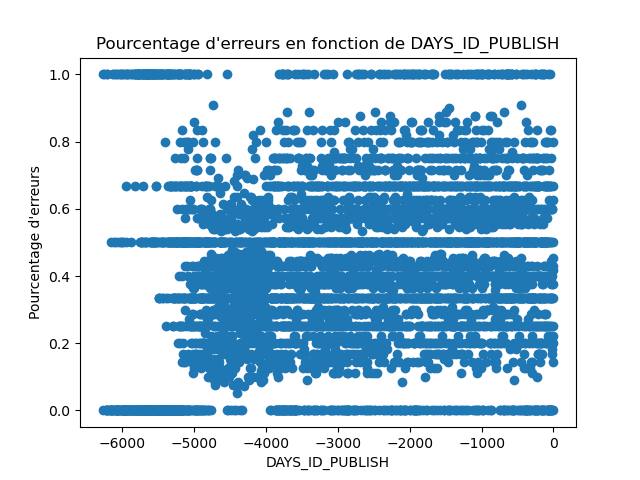 Pourcentage d'erreurs en fonction de DAYS_ID_PUBLISH
1.0
0.8
0.6
0.4
0.2
0.0
Pourcentage d'erreurs
−6000 −5000 −4000 −3000 −2000 −1000 0
DAYS_ID_PUBLISH